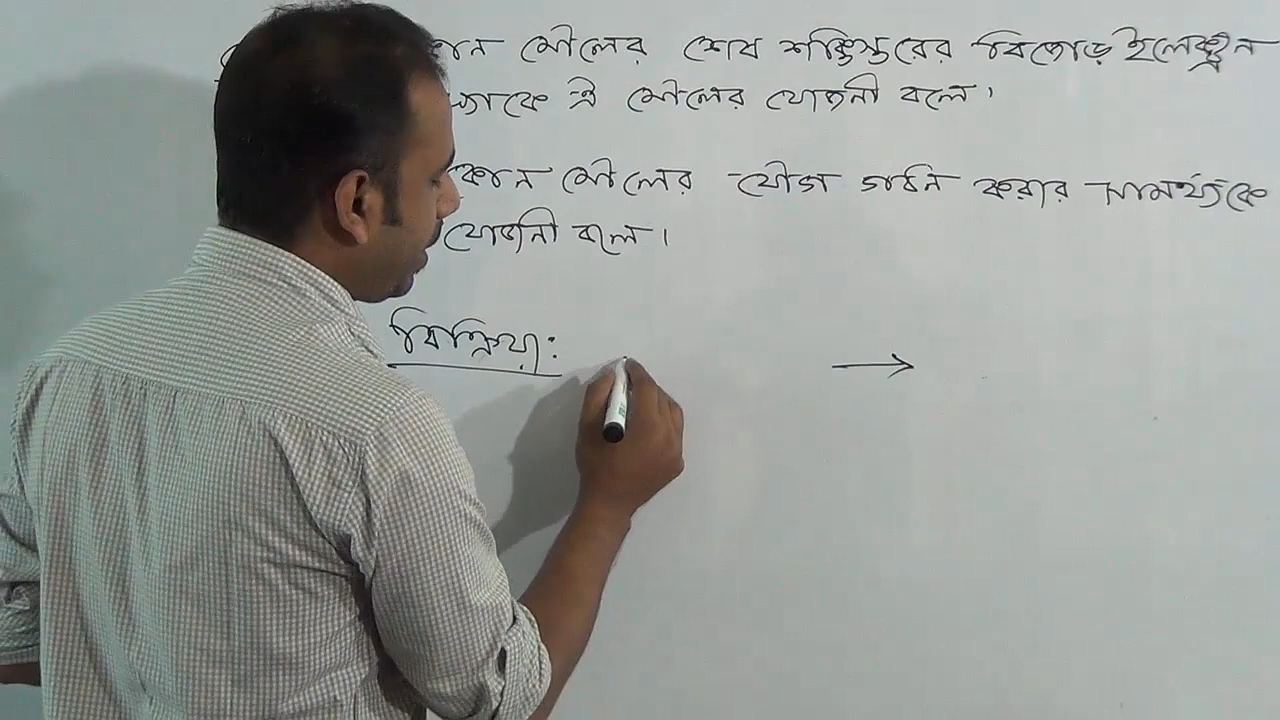 মৌলের শেষ শক্তিস্তরের বিজোড় ইলেকট্রন
তাকে ঐ মৌলের যোজনী বলে।
কোন মৌলের যৌগ গঠন করার সামর্থ্যকে
যোজনী বলে।
বিক্রিয়া:
→